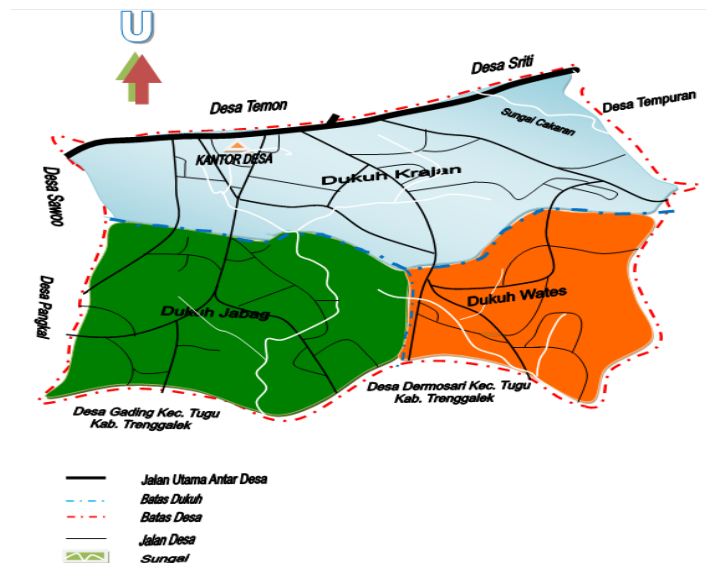 U
Desa Sriti
Desa Temon
Desa Tempuran
Sungai Cakaran
KANTOR DESA
Dukuh Krajan
Desa Sawoo
Desa Pangkal
Dukuh Wates
Dukuh Jabag
Desa Dermosari Kec. Tugu
Kab. Trenggalek
Desa Gading Kec. Tugu
Kab. Trenggalek
Jalan Utama Antar Desa
Batas Dukuh
Batas Desa
Jalan Desa
Sungai